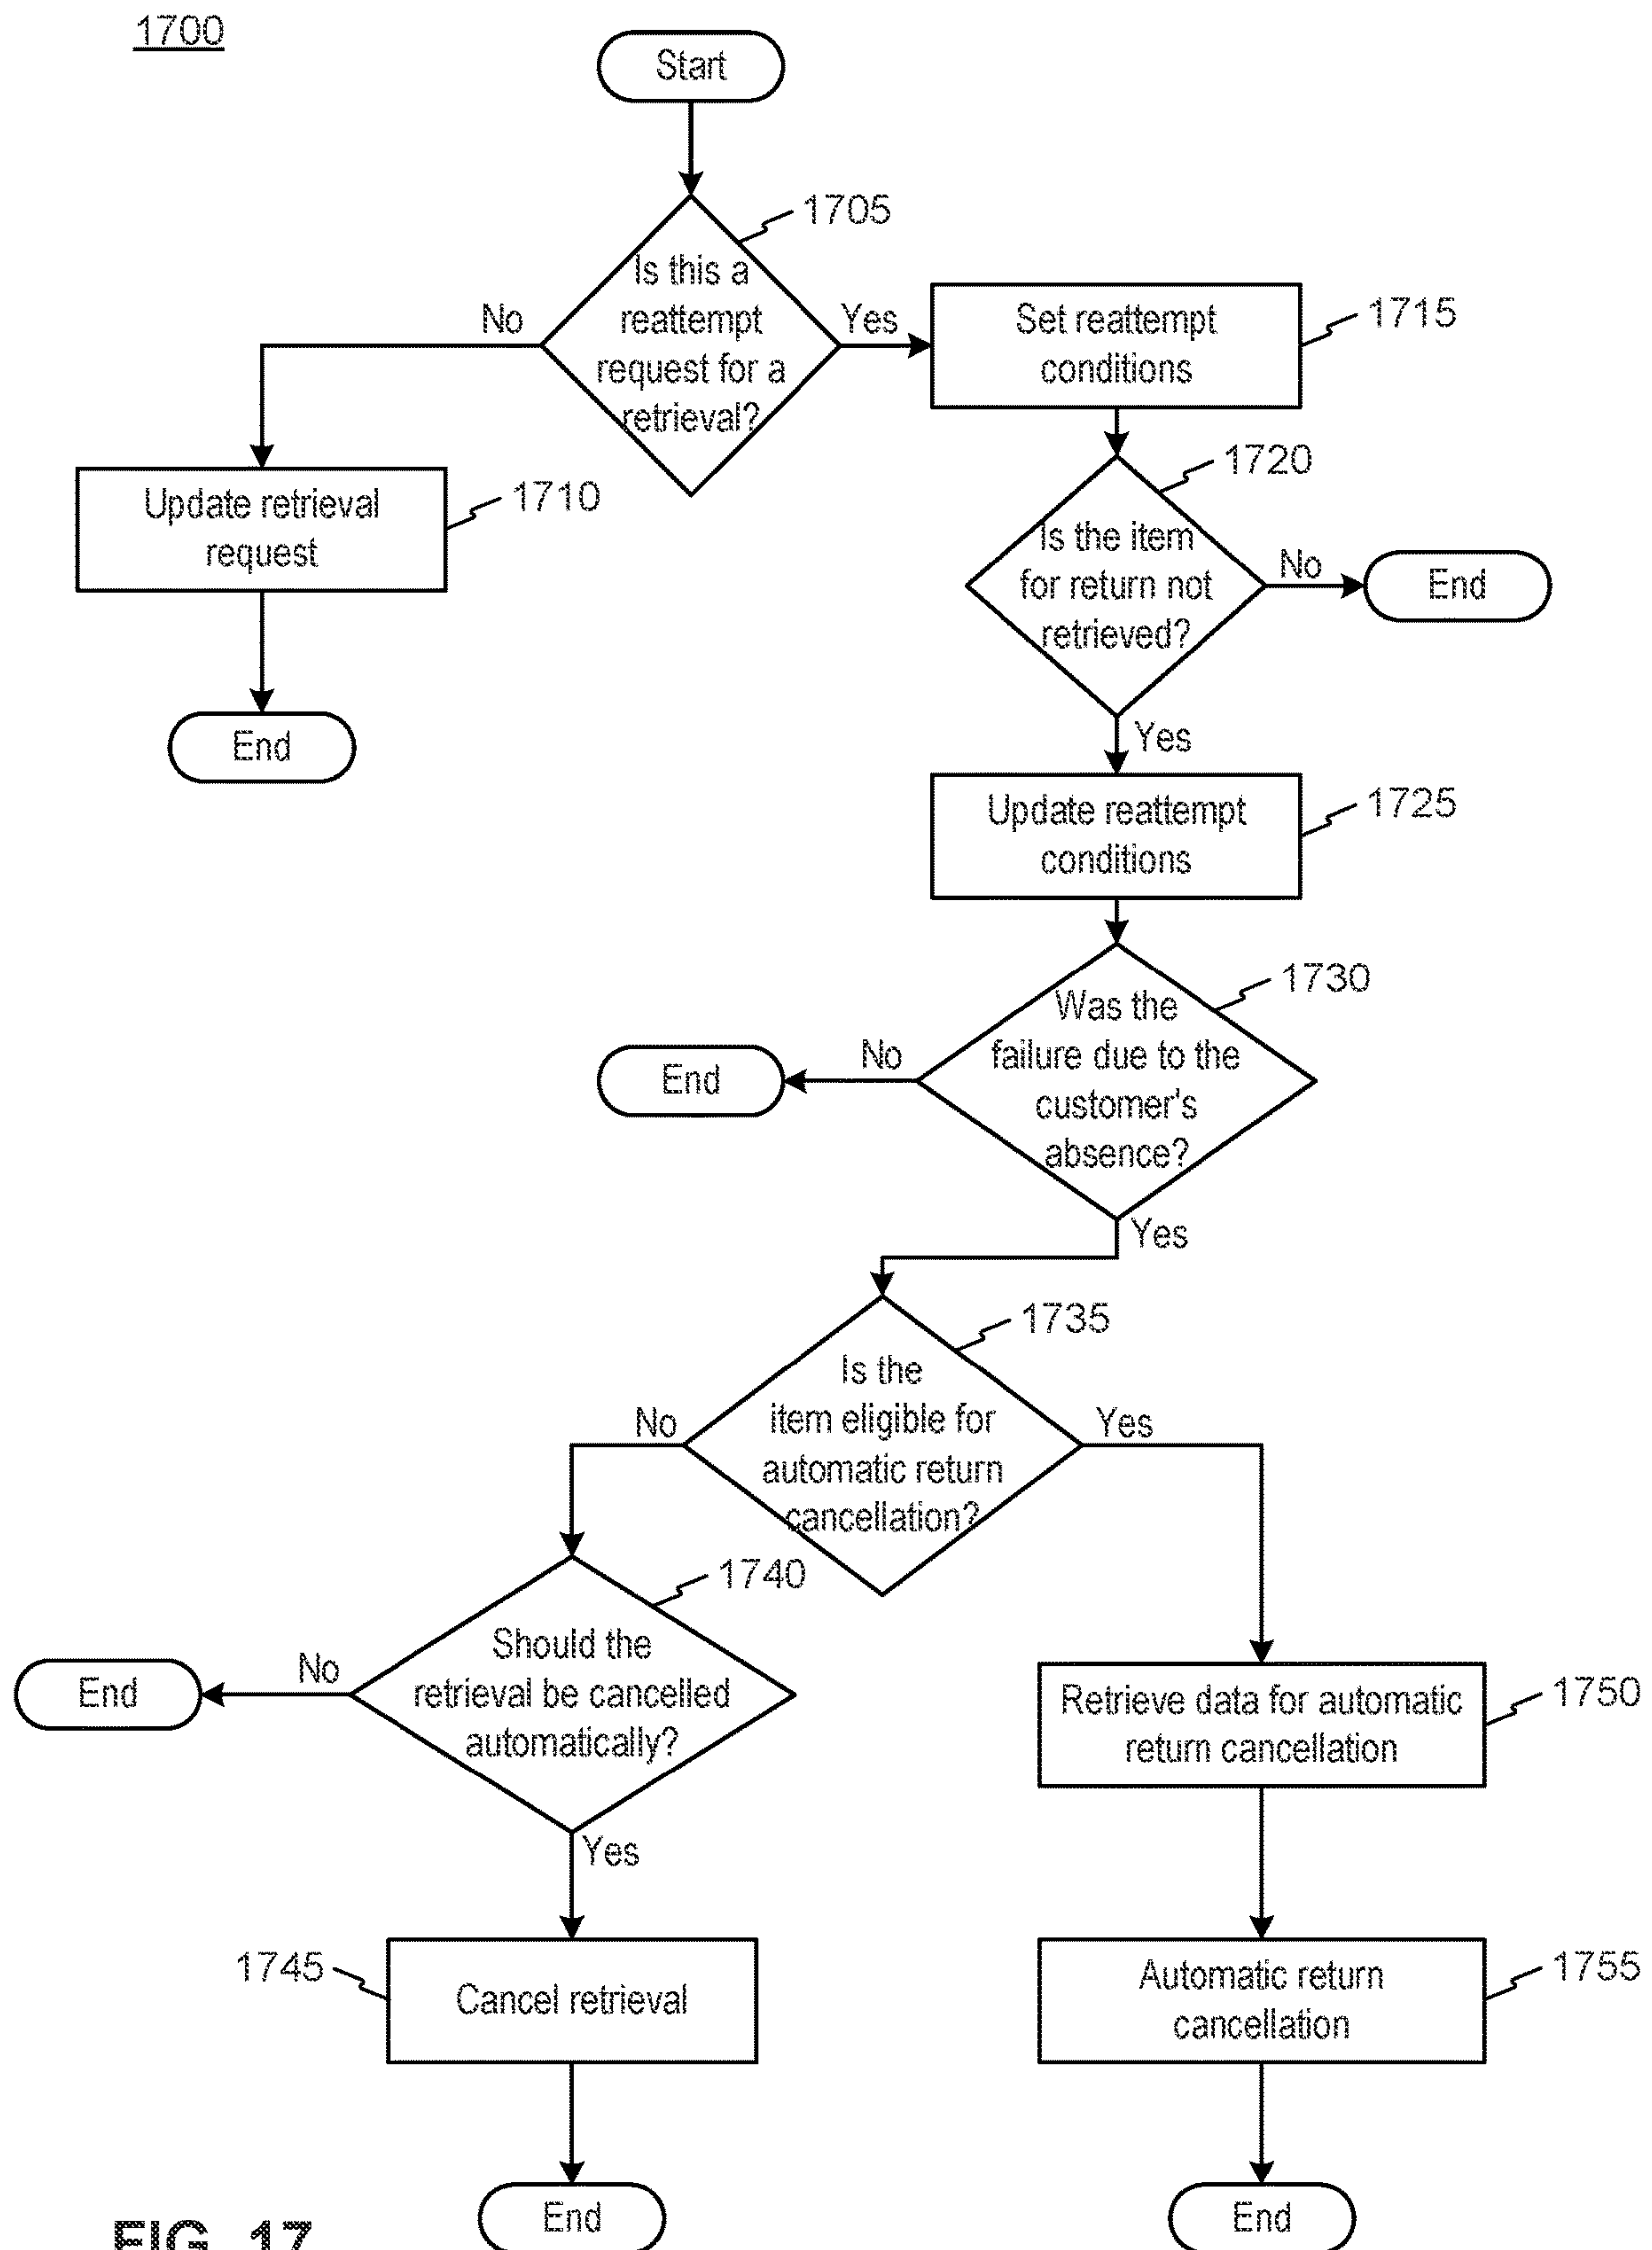 1700
Start
1705
Is this a
reattempt
request for a
retrieval?
No
Yes
Set reattempt
conditions
1715
Update retrieval
request
1710
End
1720
Is the item
for return not
retrieved?
No
End
Yes
Update reattempt
conditions
1725
1730
Was the
failure due to the
customer's
absence?
No
End
Yes
1735
Is the
item eligible for
automatic return
cancellation?
No
Yes
1740
Should the
retrieval be cancelled
automatically?
No
End
Yes
Retrieve data for automatic
return cancellation
1750
1745
Cancel retrieval
Automatic return
cancellation
1755
End
End
FIG. 17